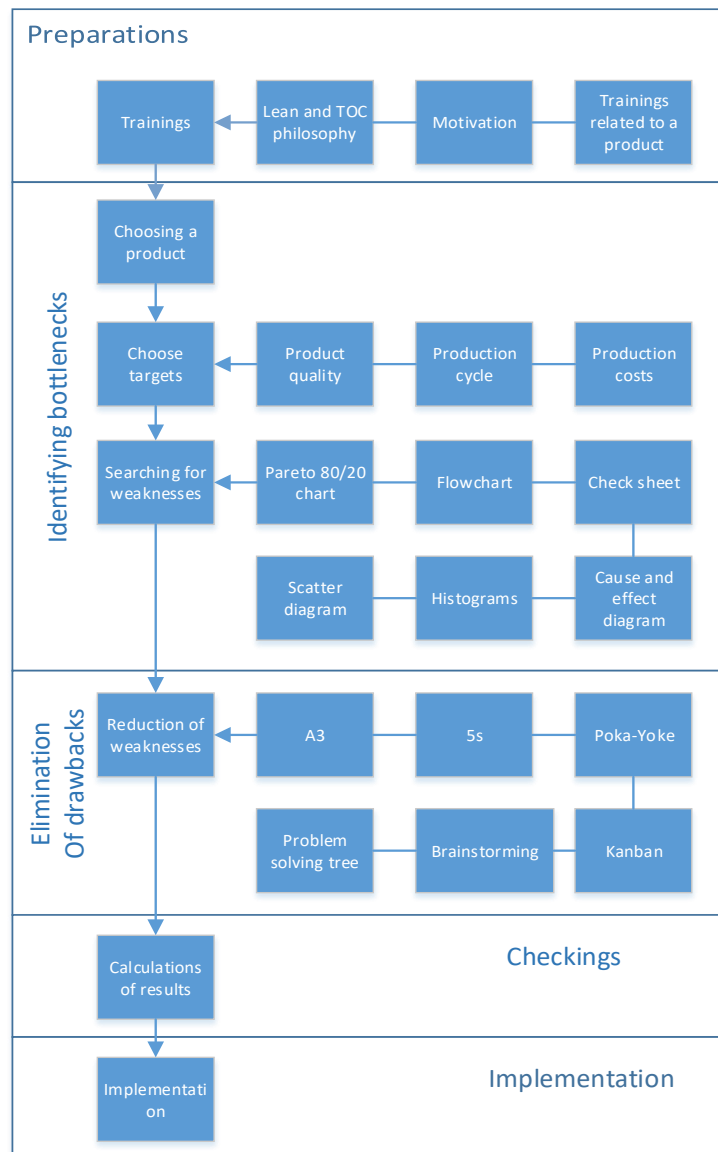 Preparations
Trainings
Lean and TOC
philosophy
Motivation
Trainings
related to a
product
Identifying bottlenecks
Choosing a
product
Choose
targets
Product
quality
Production
cycle
Production
costs
Searching for
weaknesses
Pareto 80/20
chart
Flowchart
Check sheet
Scatter
diagram
Histograms
Cause and
effect
diagram
Elimination
Of drawbacks
Reduction of
weaknesses
A3
5s
Poka-Yoke
Problem
solving tree
Brainstorming
Kanban
Calculations
of results
Checkings
Implementati
on
Implementation